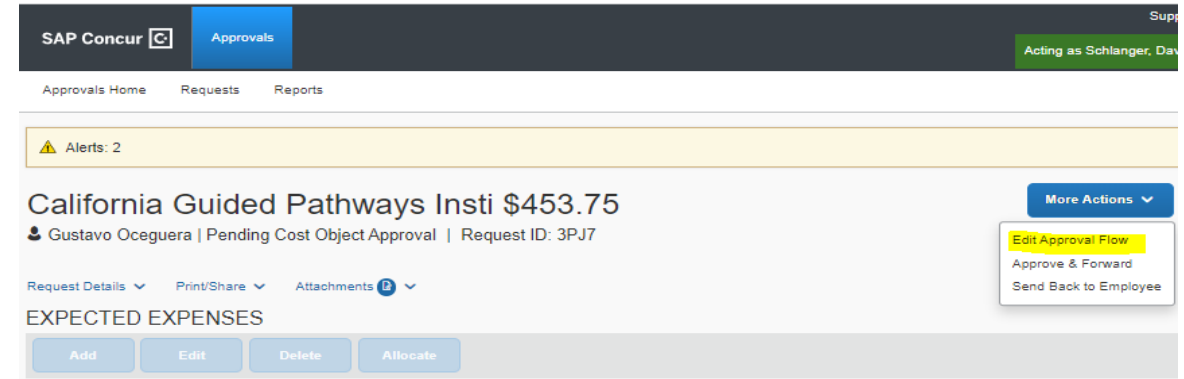 Supp
SAP Concur C Approvals
Acting as Schlanger, Dav
Approvals Home Requests Reports
Alerts: 2
California Guided Pathways Insti $453.75
More Actions
Gustavo Oceguera | Pending Cost Object Approval | Request ID: 3PJ7
Edit Approval Flow
Approve & Forward
Send Back to Employee
Request Details Print/Share Attachments
EXPECTED EXPENSES
Add Edit Delete Allocate